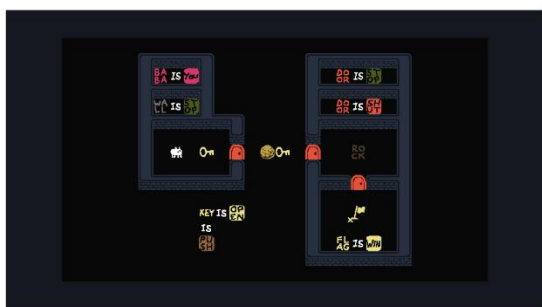 BABA IS YOU
DOOR IS STOP
WALL IS STOP
DOOR IS SHUT
ROCK
KEY IS OPEN
IS
PUSH
FLAG IS WIN